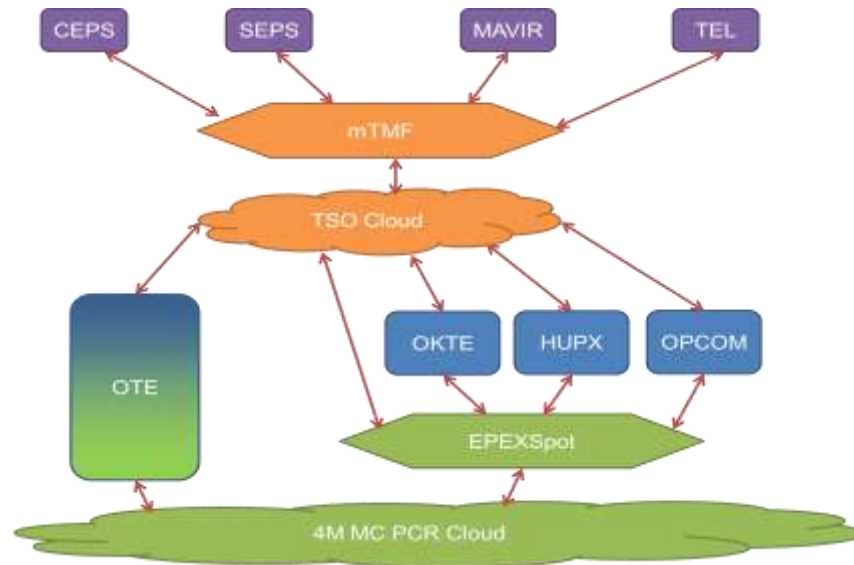 CEPS
SEPS
MAVIR
TEL
mTMF
TSO Cloud
OTE
OKTE
HUPX
OPCOM
EPEXSpot
4M MC PCR Cloud